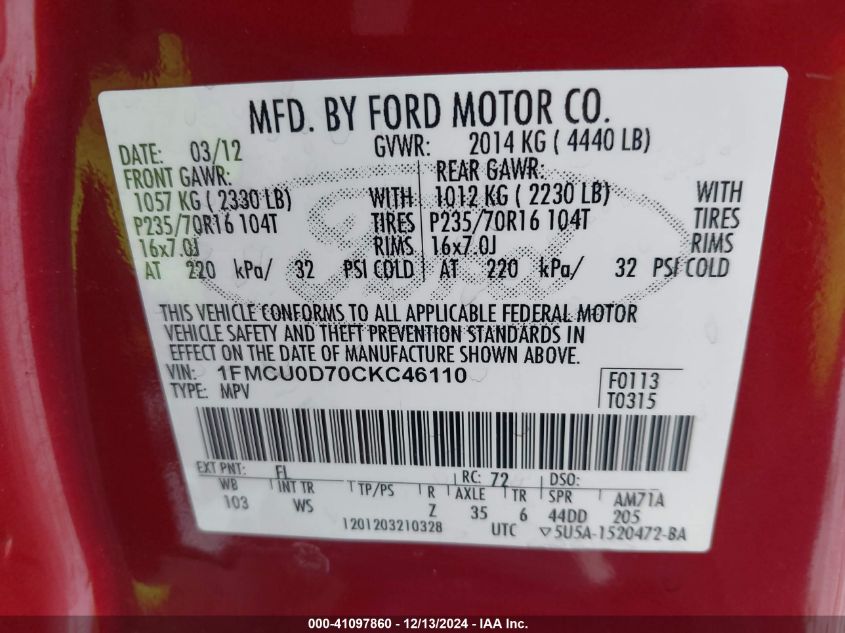 MFD. BY FORD MOTOR CO.
DATE: 03/12 GVWR: 2014 KG ( 4440 LB)
FRONT GAWR: REAR GAWR:
1057 KG ( 2330 LB) WITH 1012 KG ( 2230 LB) WITH
P235/70R16 104T TIRES P235/70R16 104T TIRES
16x7.0J RIMS 16x7.0J RIMS
AT 220 kPa/ 32 PSI COLD AT 220 kPa/ 32 PSI COLD
Ford
THIS VEHICLE CONFORMS TO ALL APPLICABLE FEDERAL MOTOR
VEHICLE SAFETY AND THEFT PREVENTION STANDARDS IN
EFFECT ON THE DATE OF MANUFACTURE SHOWN ABOVE.
VIN: 1FMCU0D70CKC46110
TYPE: MPV
F0113
T0315
EXT PNT: FI RC: 72 DSO:
WB INT TR TP/PS R AXLE TR SPR AM71A
103 WS Z 35 6 44DD 205
1201203210328 UTC ▽5U5A-1520472-BA
000-41097860 - 12/13/2024 - IAA Inc.